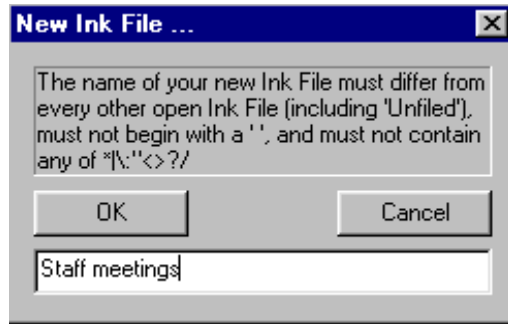 New Ink File ...
The name of your new Ink File must differ from
every other open Ink File (including 'Unfiled'),
must not begin with a ' ', and must not contain
any of *|\:"<>?/
OK
Cancel
Staff meetings